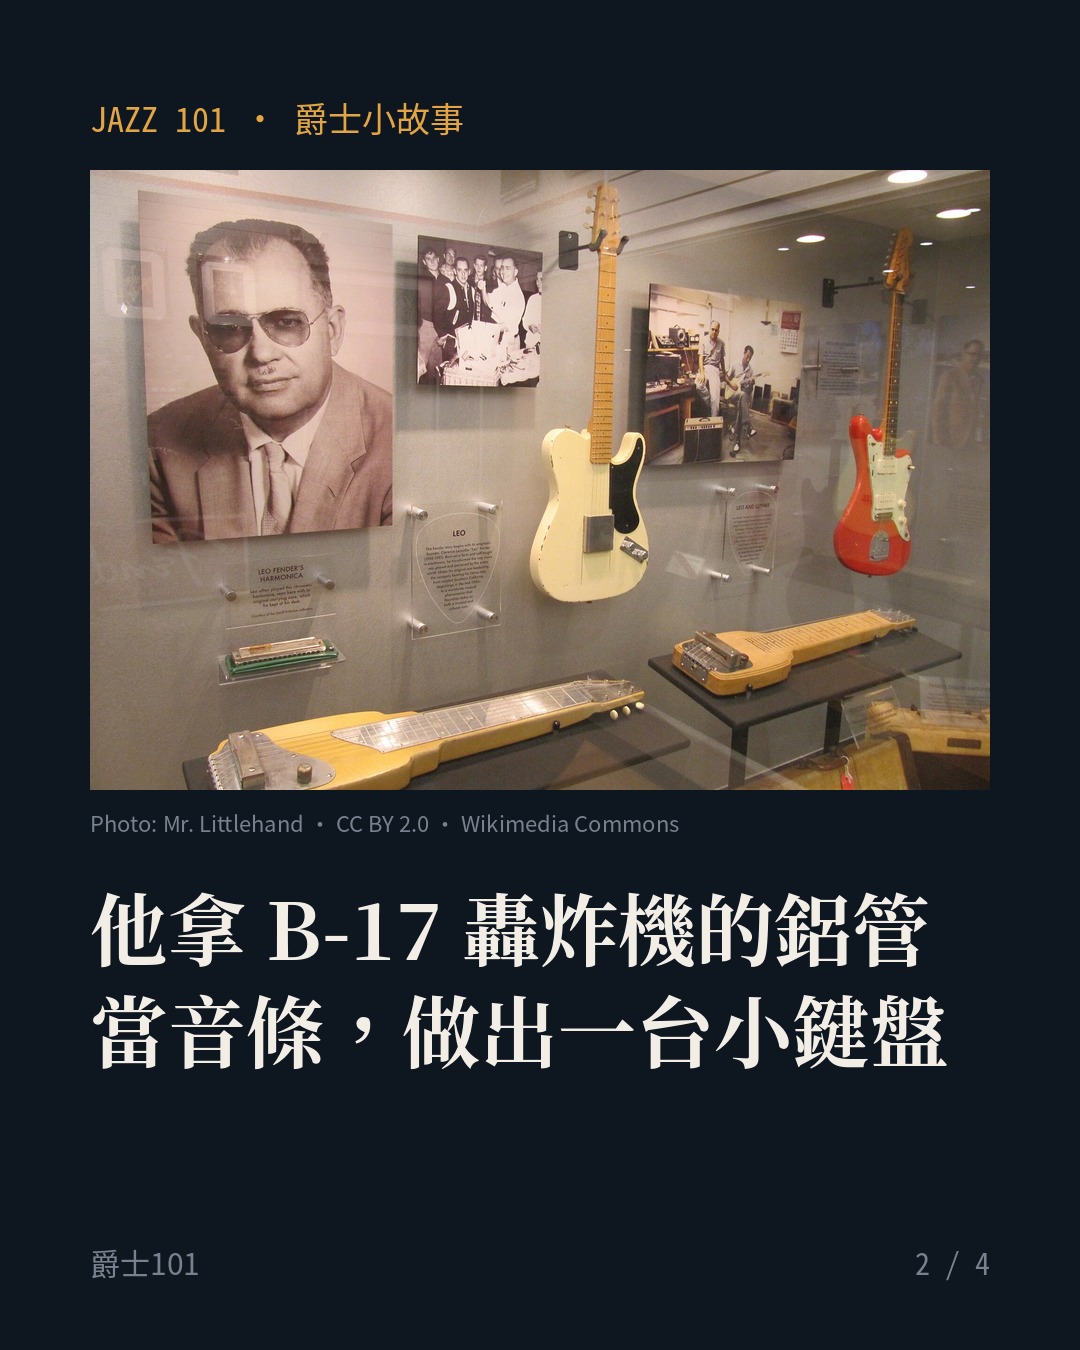 JAZZ 101 · 爵士小故事
LEO FENDER'S
HARMONICA
LEO
LEO AND
Photo: Mr. Littlehand · CC BY 2.0 · Wikimedia Commons
他拿 B-17 轟炸機的鋁管
當音條，做出一台小鍵盤
爵士101
2 / 4